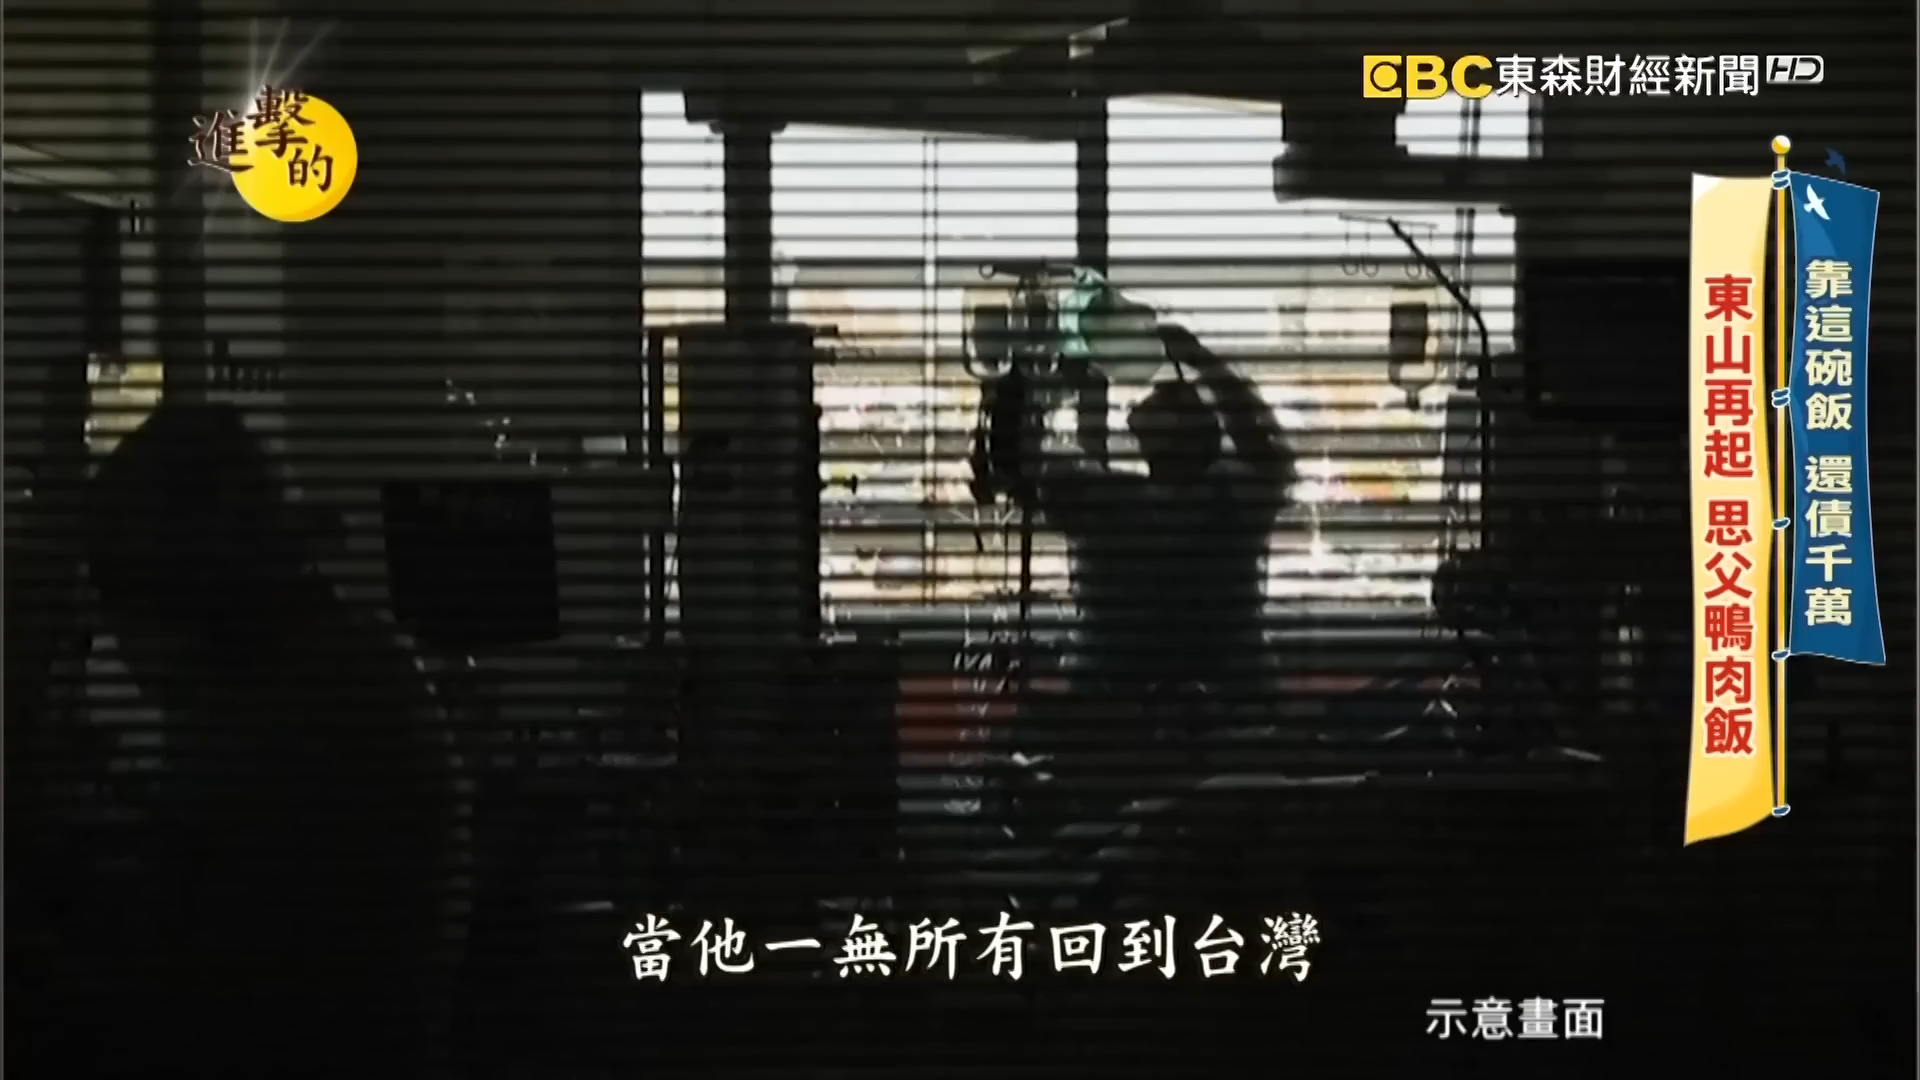 進擊的
EBC東森財經新聞HD
靠這碗飯 還債千萬
東山再起 思父鴨肉飯
當他一無所有回到台灣
示意畫面